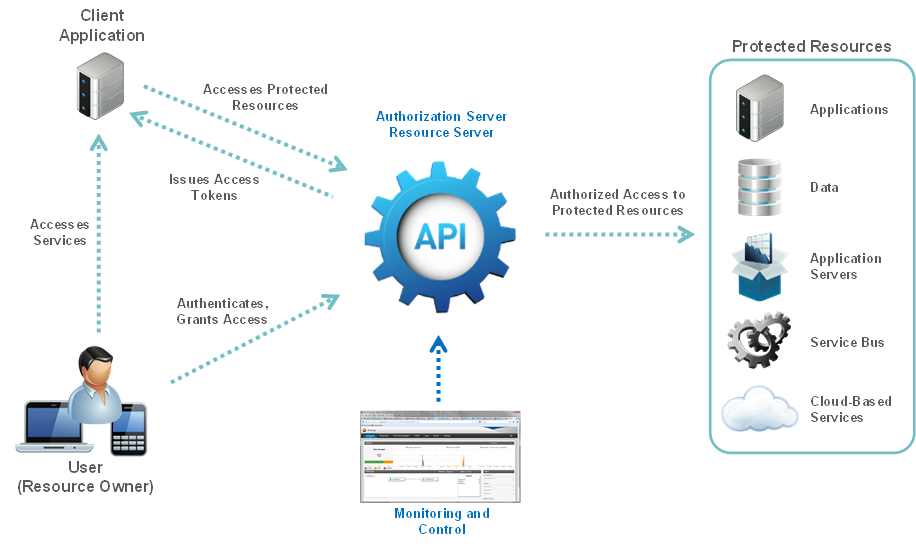 Client
Application
Accesses Protected
Resources
Issues Access
Tokens
Accesses
Services
Authorization Server
Resource Server
API
Authenticates,
Grants Access
User
(Resource Owner)
Monitoring and
Control
Authorized Access to
Protected Resources
Protected Resources
Applications
Data
Application
Servers
Service Bus
Cloud-Based
Services